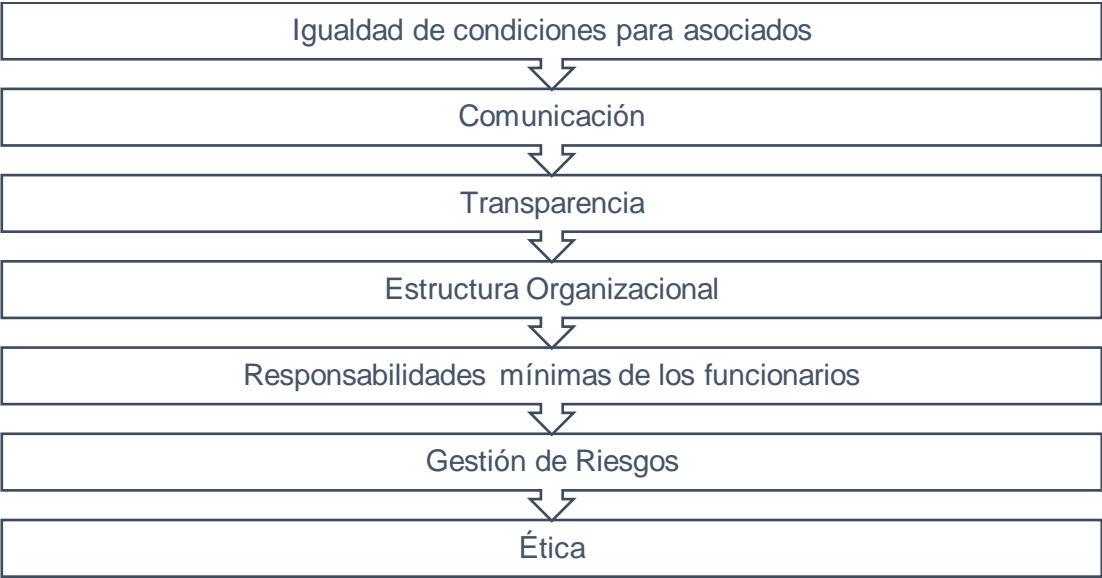 Igualdad de condiciones para asociados
Comunicación
Transparencia
Estructura Organizacional
Responsabilidades mínimas de los funcionarios
Gestión de Riesgos
Ética